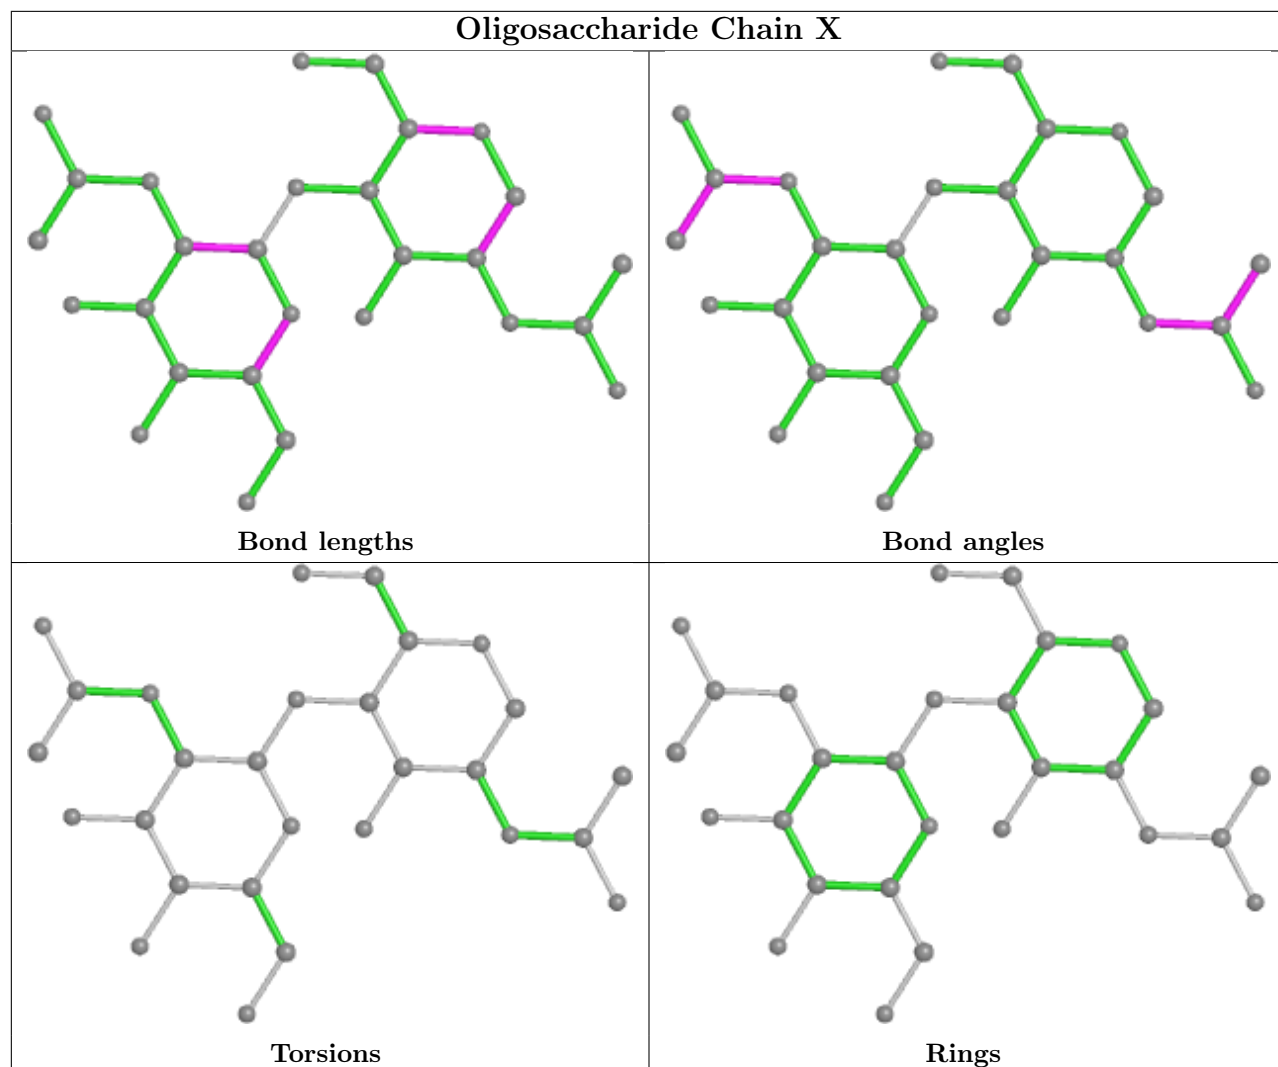 Oligosaccharide Chain X
Bond lengths
Bond angles
Torsions
Rings